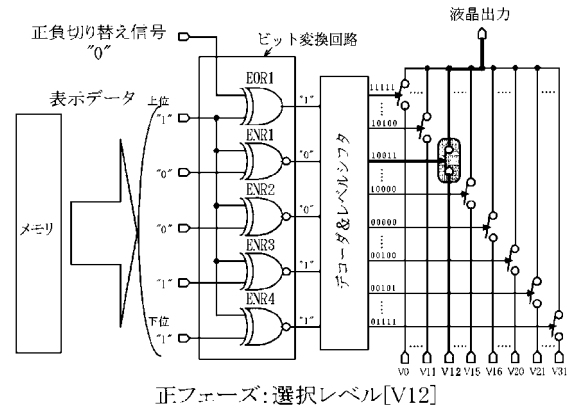 液晶出力
正負切り替え信号
"0"
ビット変換回路
表示データ
上位
"1"
"0"
"0"
"1"
下位
"1"
メモリ
EOR1
"1"
ENR1
"0"
ENR2
"0"
ENR3
"1"
ENR4
"1"
デコーダ&レベルシフタ
11111
10100
10011
10000
00000
00100
00101
01111
V0 V11 V12 V15 V16 V20 V21 V31
正フェーズ:選択レベル[V12]